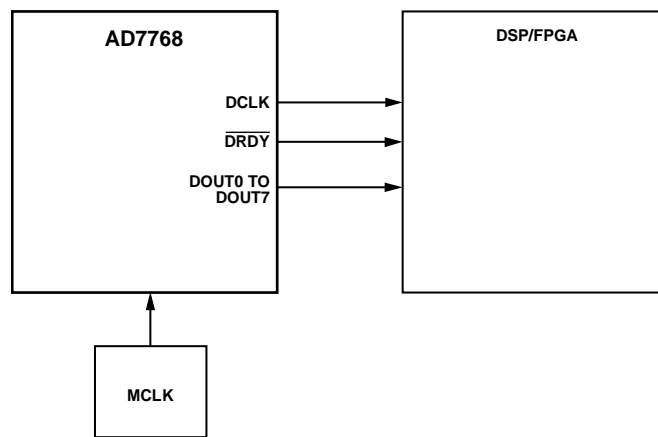 AD7768
DSP/FPGA
DCLK
DRDY
DOUT0 TO
DOUT7
MCLK